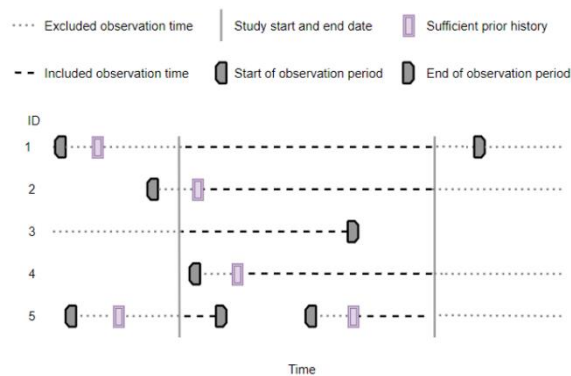 Excluded observation time Study start and end date Sufficient prior history
Included observation time Start of observation period End of observation period
ID
1
2
3
4
5
Time